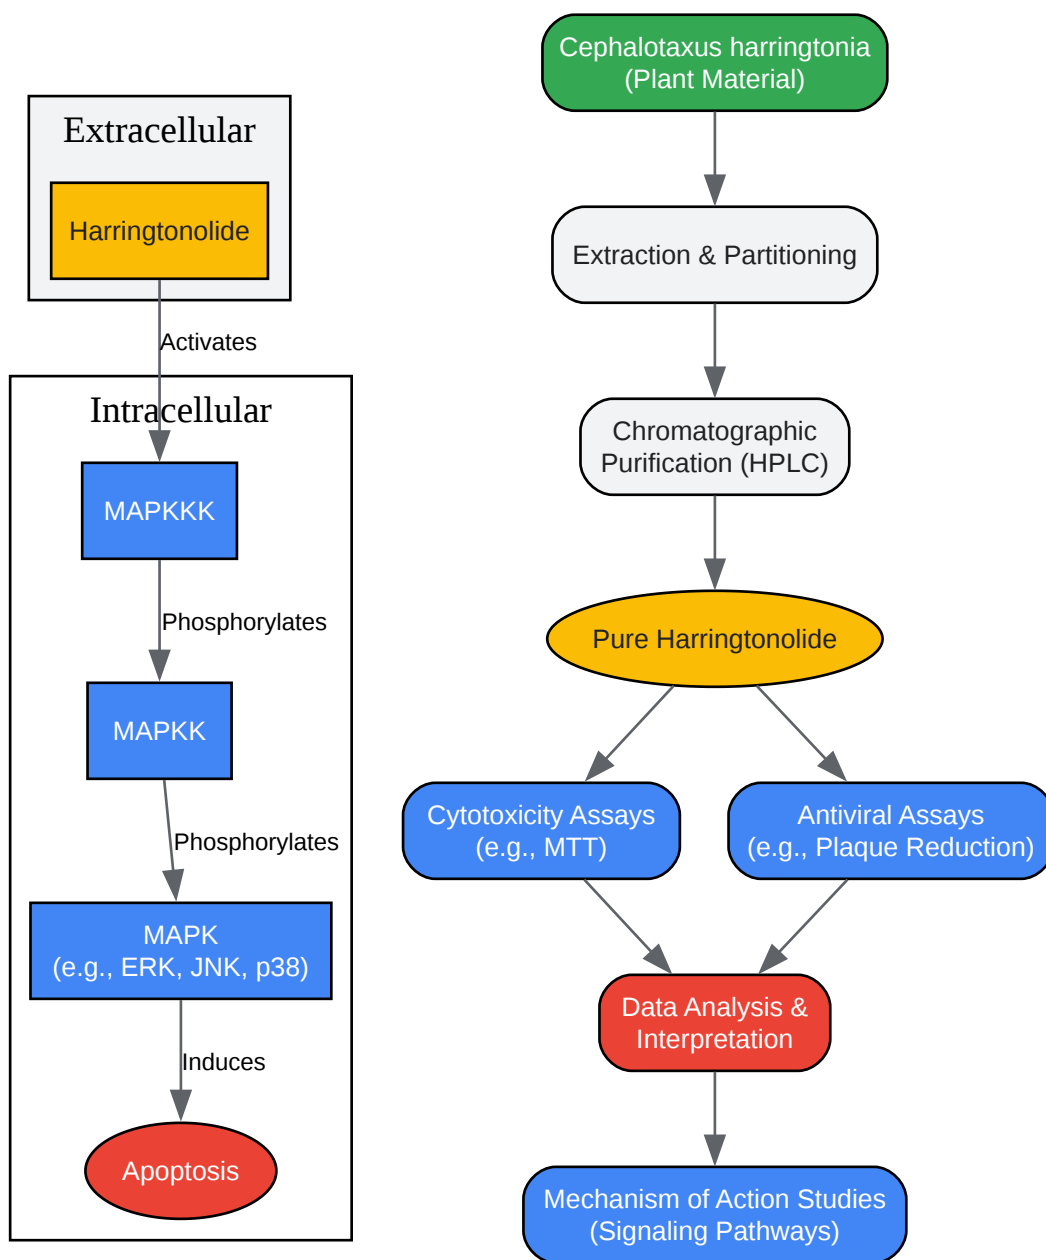 Extracellular
Harringtonolide
Activates
Intracellular
MAPKKK
Phosphorylates
MAPKK
Phosphorylates
MAPK
(e.g., ERK, JNK, p38)
Induces
Apoptosis
Cephalotaxus harringtonia
(Plant Material)
Extraction & Partitioning
Chromatographic
Purification (HPLC)
Pure Harringtonolide
Cytotoxicity Assays
(e.g., MTT)
Antiviral Assays
(e.g., Plaque Reduction)
Data Analysis &
Interpretation
Mechanism of Action Studies
(Signaling Pathways)